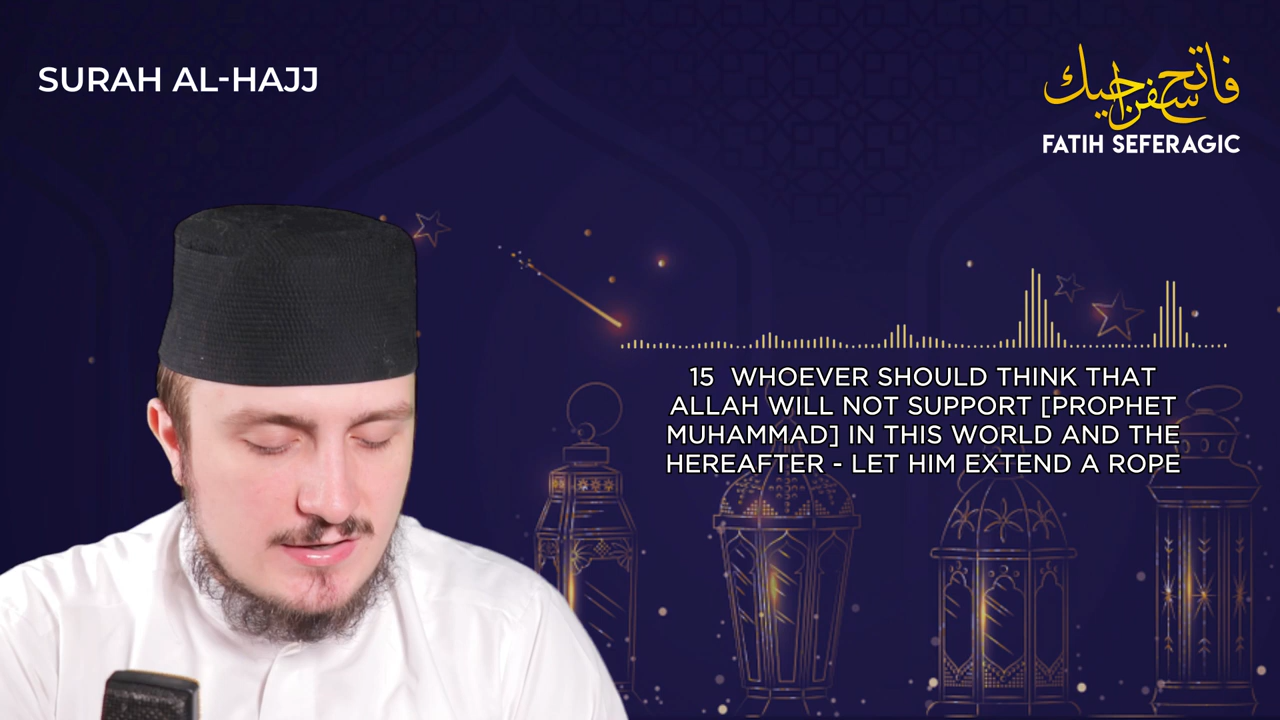 SURAH AL-HAJJ
فاتح سفراجيك
FATIH SEFERAGIC
15 WHOEVER SHOULD THINK THAT
ALLAH WILL NOT SUPPORT [PROPHET
MUHAMMAD] IN THIS WORLD AND THE
HEREAFTER - LET HIM EXTEND A ROPE